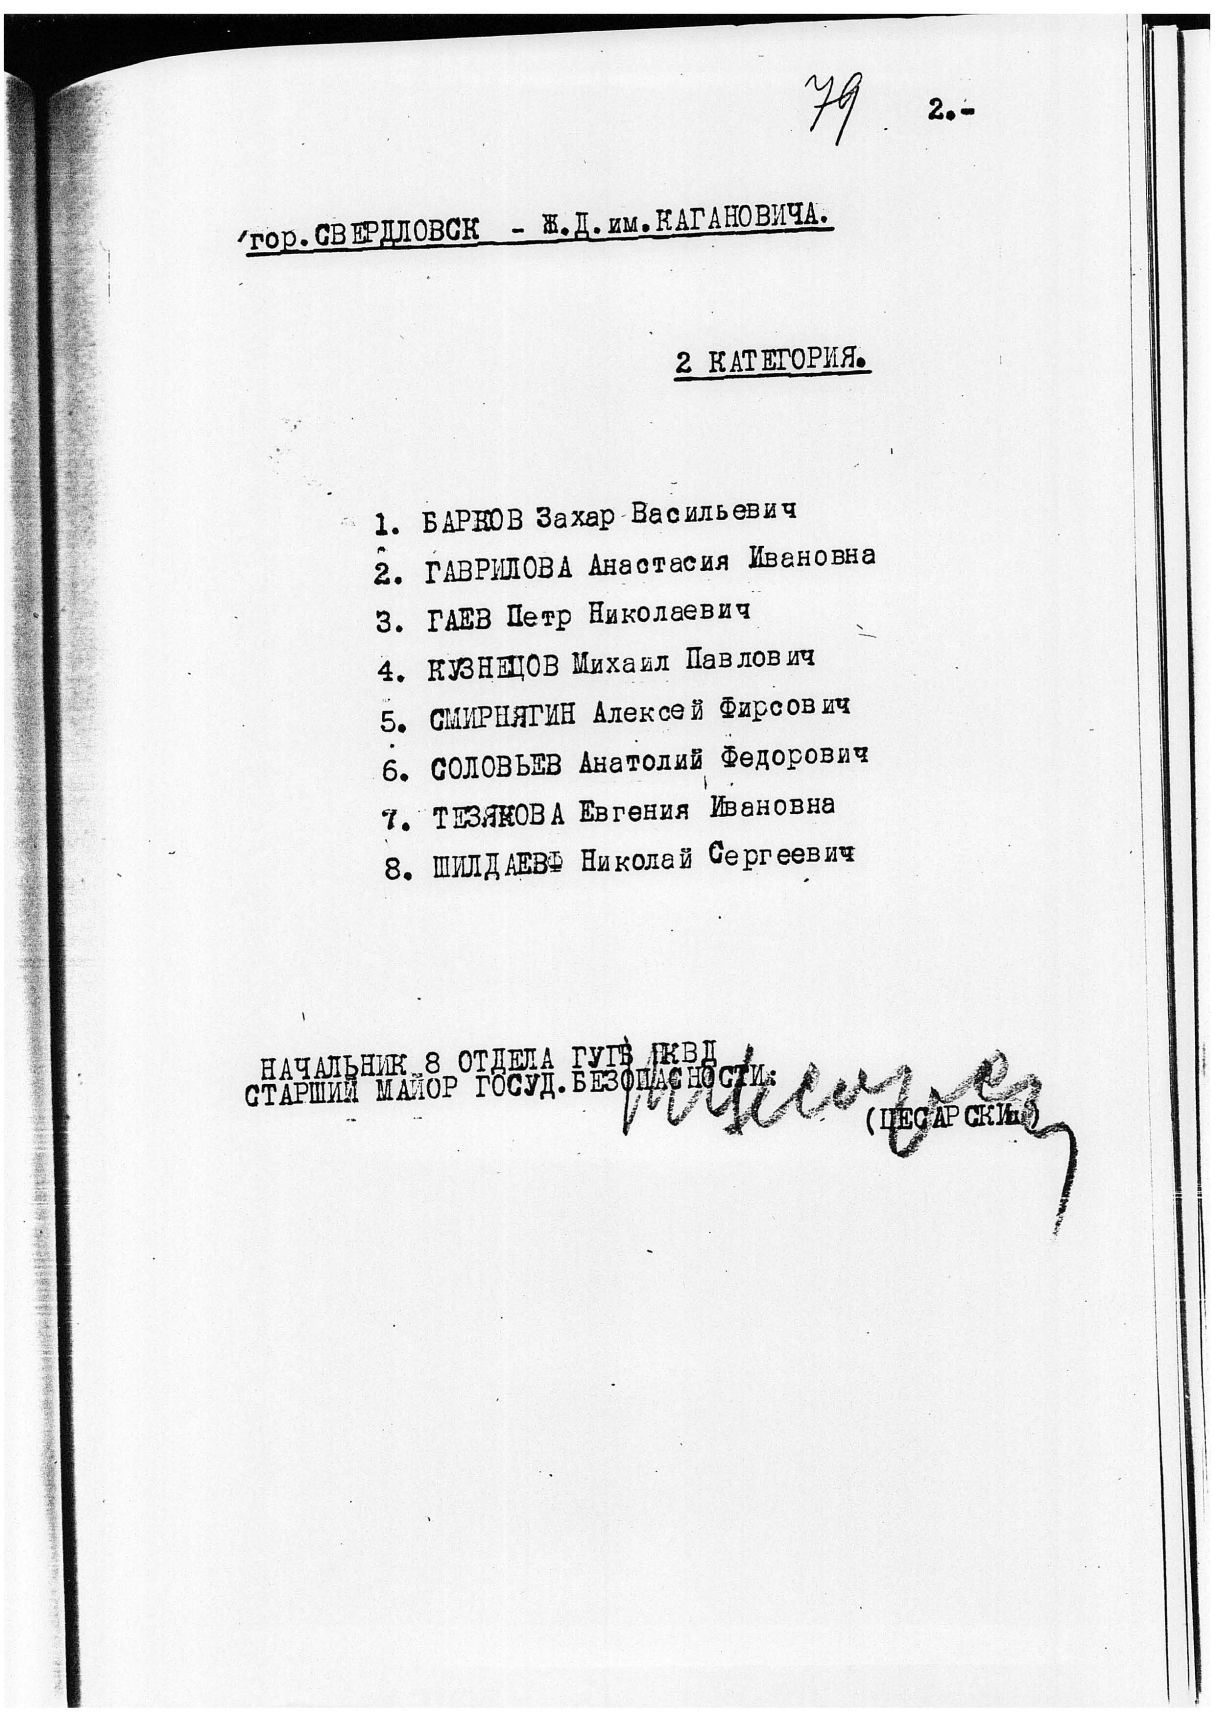 79 2.-
гор.СВЕРДЛОВСК - Ж.Д.им.КАГАНОВИЧА.
2 КАТЕГОРИЯ.
1. БАРКОВ Захар Васильевич
2. ГАВРИЛОВА Анастасия Ивановна
3. ГАЕВ Петр Николаевич
4. КУЗНЕЦОВ Михаил Павлович
5. СМИРНЯГИН Алексей Фирсович
6. СОЛОВЬЕВ Анатолий Федорович
7. ТЕЗЯКОВА Евгения Ивановна
8. ШИЛДАЕВ Николай Сергеевич
НАЧАЛЬНИК 8 ОТДЕЛА ГУГБ НКВД
СТАРШИЙ МАЙОР ГОСУД.БЕЗОПАСНОСТИ:
(ЦЕСАРСКИЙ)